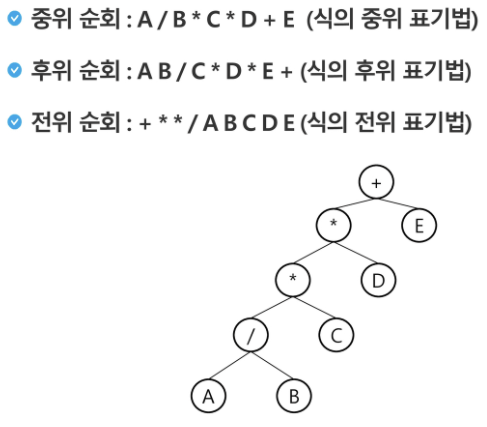 중위 순회 : A / B * C * D + E (식의 중위 표기법)
후위 순회 : A B / C * D * E + (식의 후위 표기법)
전위 순회 : + * * / A B C D E (식의 전위 표기법)
+
* E
* D
/ C
A B